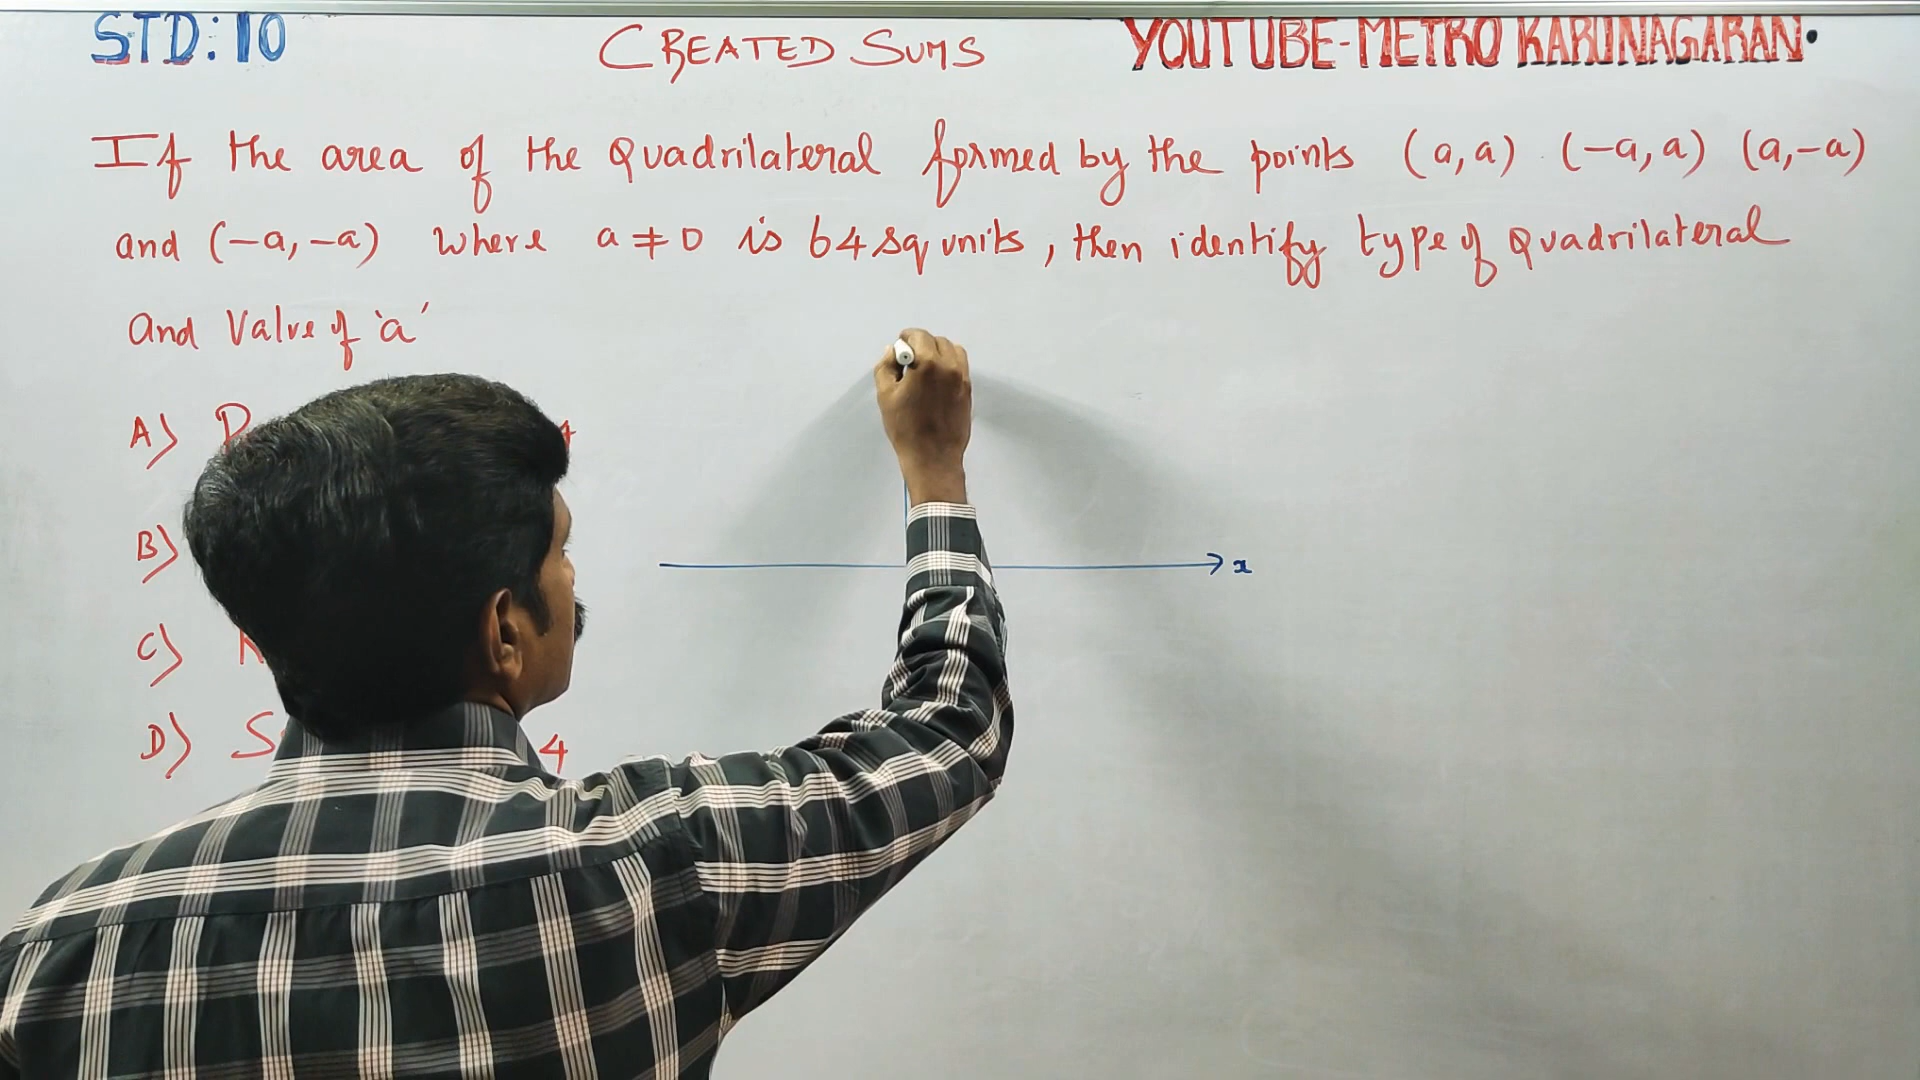 STD: 10 CREATED SUMS YOUTUBE-METRO KARUNAGARAN.
If the area of the Quadrilateral formed by the points (a,a) (-a,a) (a,-a)
and (-a,-a) where a ≠ 0 is 64 sq units, then identify type of Quadrilateral
and Value of 'a'
A)
B)
C)
x
D) 4